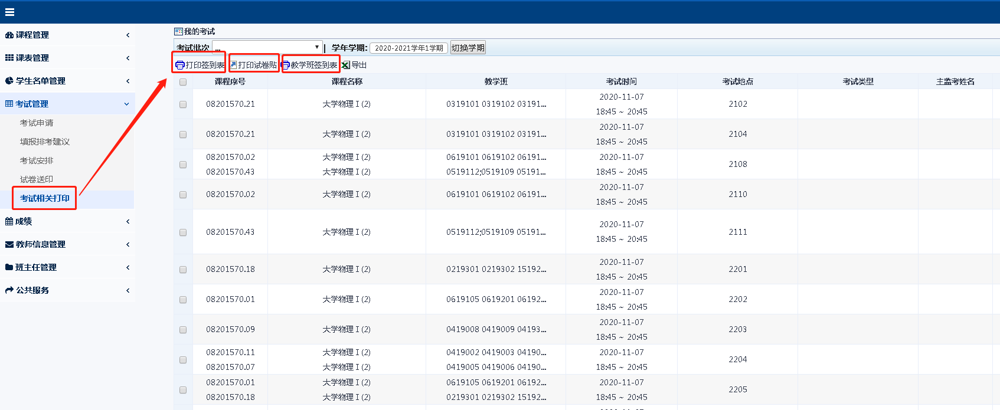 课程管理
课表管理
学生名单管理
考试管理
考试申请
填报排考建议
考试安排
试卷送印
考试相关打印
成绩
教师信息管理
班主任管理
公共服务
我的考试
考试批次 ... | 学年学期: 2020-2021学年1学期 切换学期
打印签到表 打印试卷贴 教学班签到表 导出
课程序号 课程名称 教学班 考试时间 考试地点 考试类型 主监考姓名
08201570.21 大学物理 I (2) 0319101 0319102 03191... 2020-11-07 18:45 ~ 20:45 2102
08201570.21 大学物理 I (2) 0319101 0319102 03191... 2020-11-07 18:45 ~ 20:45 2104
08201570.02 大学物理 I (2) 0619101 0619102 06191... 2020-11-07
08201570.43 大学物理 I (2) 0519112;0519109 05191... 18:45 ~ 20:45 2108
08201570.02 大学物理 I (2) 0619101 0619102 06191... 2020-11-07 18:45 ~ 20:45 2110
08201570.43 大学物理 I (2) 0519112;0519109 05191... 2020-11-07 18:45 ~ 20:45 2111
08201570.18 大学物理 I (2) 0219301 0219302 15192... 2020-11-07 18:45 ~ 20:45 2201
08201570.01 大学物理 I (2) 0619105 0619201 06192... 2020-11-07 18:45 ~ 20:45 2202
08201570.09 大学物理 I (2) 0419008 0419009 04193... 2020-11-07 18:45 ~ 20:45 2203
08201570.11 大学物理 I (2) 0419002 0419003 04190... 2020-11-07
08201570.07 大学物理 I (2) 0419005 0419006 04190... 18:45 ~ 20:45 2204
08201570.01 大学物理 I (2) 0619105 0619201 06192... 2020-11-07
08201570.18 大学物理 I (2) 0219301 0219302 15192... 18:45 ~ 20:45 2205